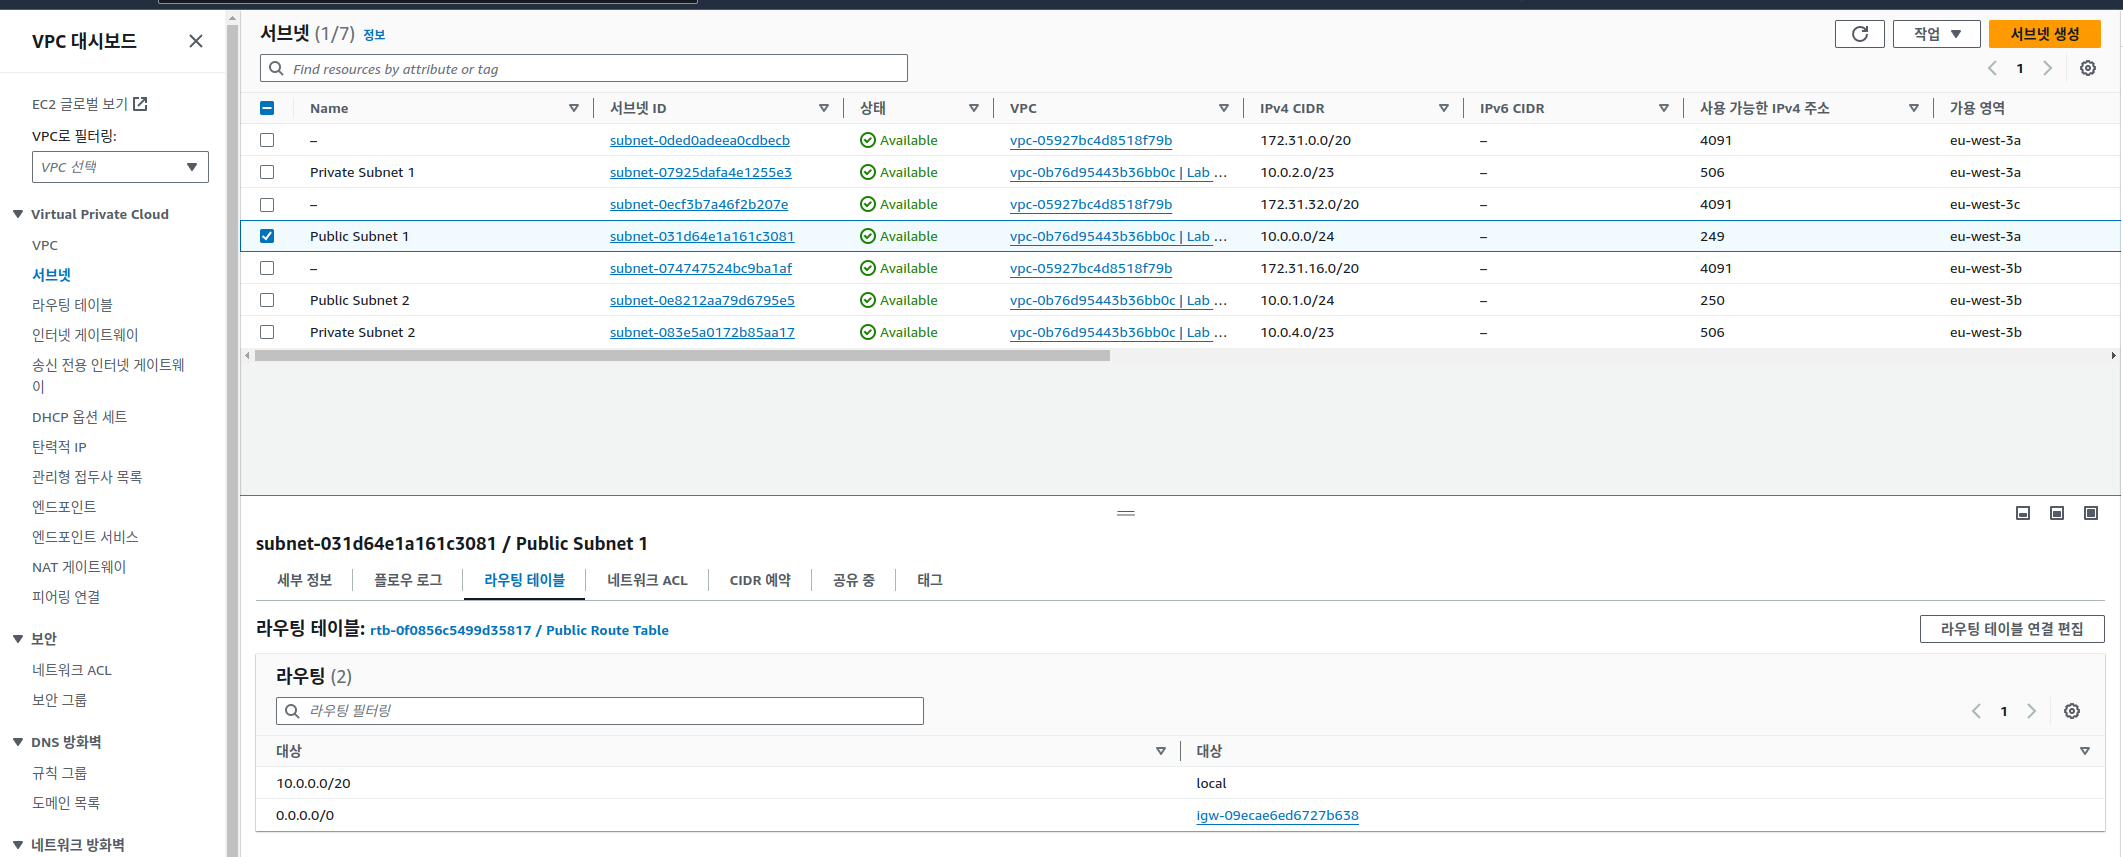 VPC 대시보드
EC2 글로벌 보기
VPC로 필터링:
VPC 선택
Virtual Private Cloud
VPC
서브넷
라우팅 테이블
인터넷 게이트웨이
송신 전용 인터넷 게이트웨
이
DHCP 옵션 세트
탄력적 IP
관리형 접두사 목록
엔드포인트
엔드포인트 서비스
NAT 게이트웨이
피어링 연결
보안
네트워크 ACL
보안 그룹
DNS 방화벽
규칙 그룹
도메인 목록
네트워크 방화벽
서브넷 (1/7) 정보
작업
서브넷 생성
Find resources by attribute or tag
1
Name 서브넷 ID 상태 VPC IPv4 CIDR IPv6 CIDR 사용 가능한 IPv4 주소 가용 영역
– subnet-0ded0adeea0cdbecb Available vpc-05927bc4d8518f79b 172.31.0.0/20 – 4091 eu-west-3a
Private Subnet 1 subnet-07925dafa4e1255e3 Available vpc-0b76d95443b36bb0c | Lab ... 10.0.2.0/23 – 506 eu-west-3a
– subnet-0ecf3b7a46f2b207e Available vpc-05927bc4d8518f79b 172.31.32.0/20 – 4091 eu-west-3c
Public Subnet 1 subnet-031d64e1a161c3081 Available vpc-0b76d95443b36bb0c | Lab ... 10.0.0.0/24 – 249 eu-west-3a
– subnet-074747524bc9ba1af Available vpc-05927bc4d8518f79b 172.31.16.0/20 – 4091 eu-west-3b
Public Subnet 2 subnet-0e8212aa79d6795e5 Available vpc-0b76d95443b36bb0c | Lab ... 10.0.1.0/24 – 250 eu-west-3b
Private Subnet 2 subnet-083e5a0172b85aa17 Available vpc-0b76d95443b36bb0c | Lab ... 10.0.4.0/23 – 506 eu-west-3b
subnet-031d64e1a161c3081 / Public Subnet 1
세부 정보 플로우 로그 라우팅 테이블 네트워크 ACL CIDR 예약 공유 중 태그
라우팅 테이블: rtb-0f0856c5499d35817 / Public Route Table
라우팅 테이블 연결 편집
라우팅 (2)
라우팅 필터링
1
대상 대상
10.0.0.0/20 local
0.0.0.0/0 igw-09ecae6ed6727b638